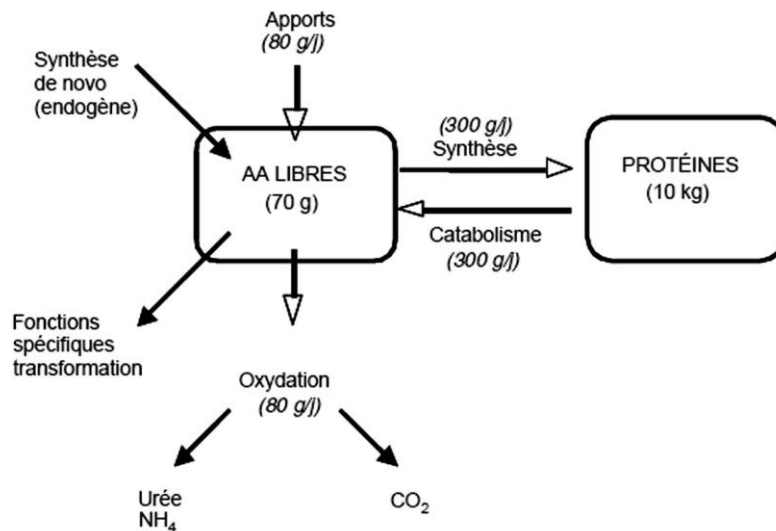 Apports
(80 g/j)
Synthèse
de novo
(endogène)
(300 g/j)
Synthèse
AA LIBRES
(70 g)
PROTÉINES
(10 kg)
Catabolisme
(300 g/j)
Fonctions
spécifiques
transformation
Oxydation
(80 g/j)
Urée
NH4
CO2